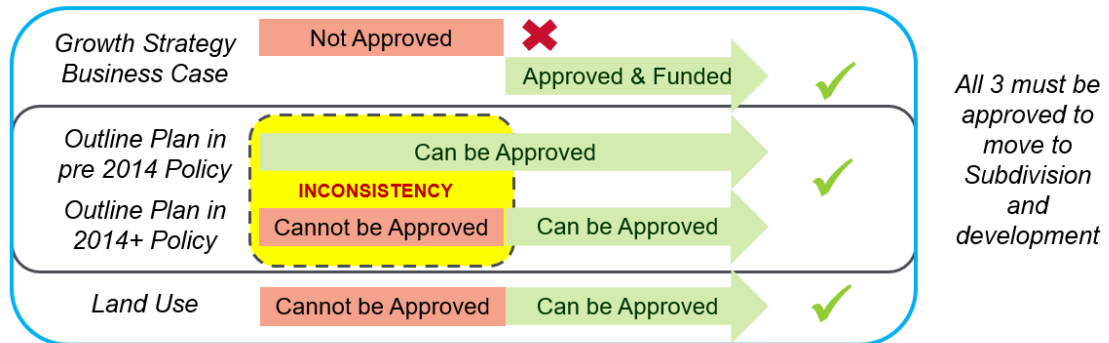 Growth Strategy
Business Case
Not Approved
Approved & Funded
Outline Plan in
pre 2014 Policy
Can be Approved
INCONSISTENCY
Outline Plan in
2014+ Policy
Cannot be Approved
Can be Approved
Land Use
Cannot be Approved
Can be Approved
All 3 must be
approved to
move to
Subdivision
and
development